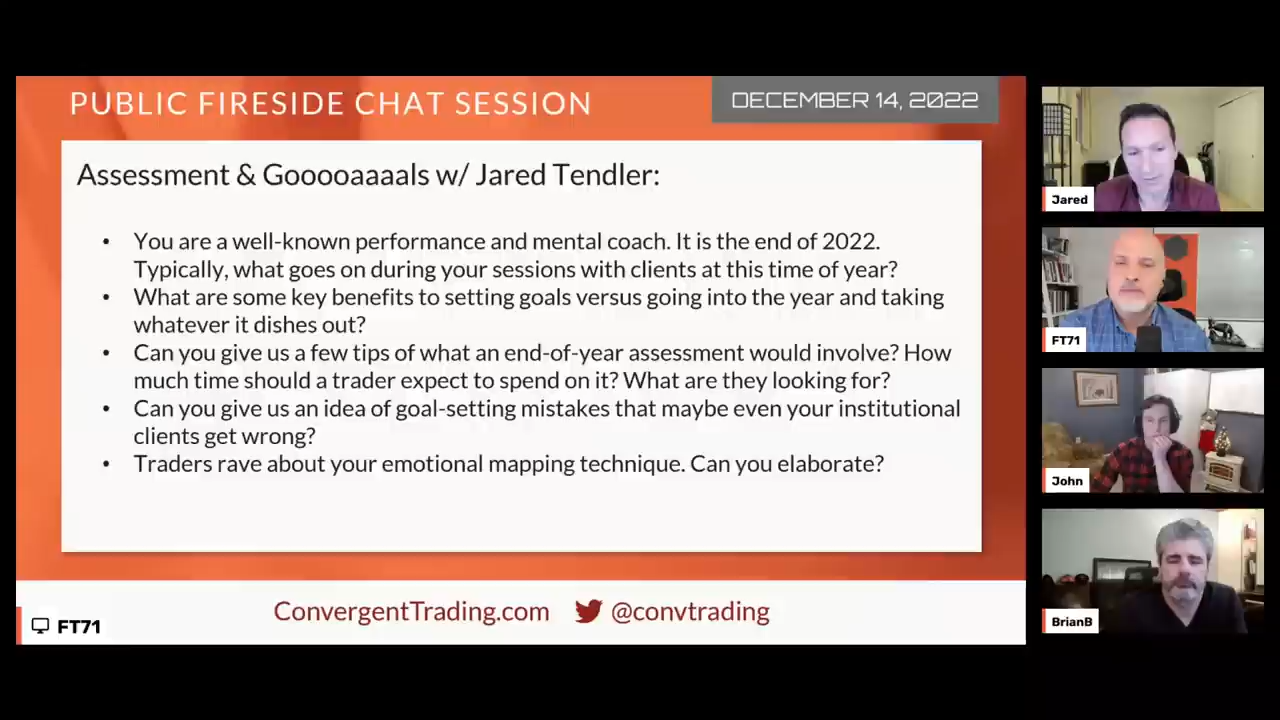 PUBLIC FIRESIDE CHAT SESSION
DECEMBER 14, 2022
Assessment & Gooooaaaals w/ Jared Tendler:
• You are a well-known performance and mental coach. It is the end of 2022.
Typically, what goes on during your sessions with clients at this time of year?
• What are some key benefits to setting goals versus going into the year and taking
whatever it dishes out?
• Can you give us a few tips of what an end-of-year assessment would involve? How
much time should a trader expect to spend on it? What are they looking for?
• Can you give us an idea of goal-setting mistakes that maybe even your institutional
clients get wrong?
• Traders rave about your emotional mapping technique. Can you elaborate?
ConvergentTrading.com
@convtrading
FT71
Jared
FT71
John
BrianB